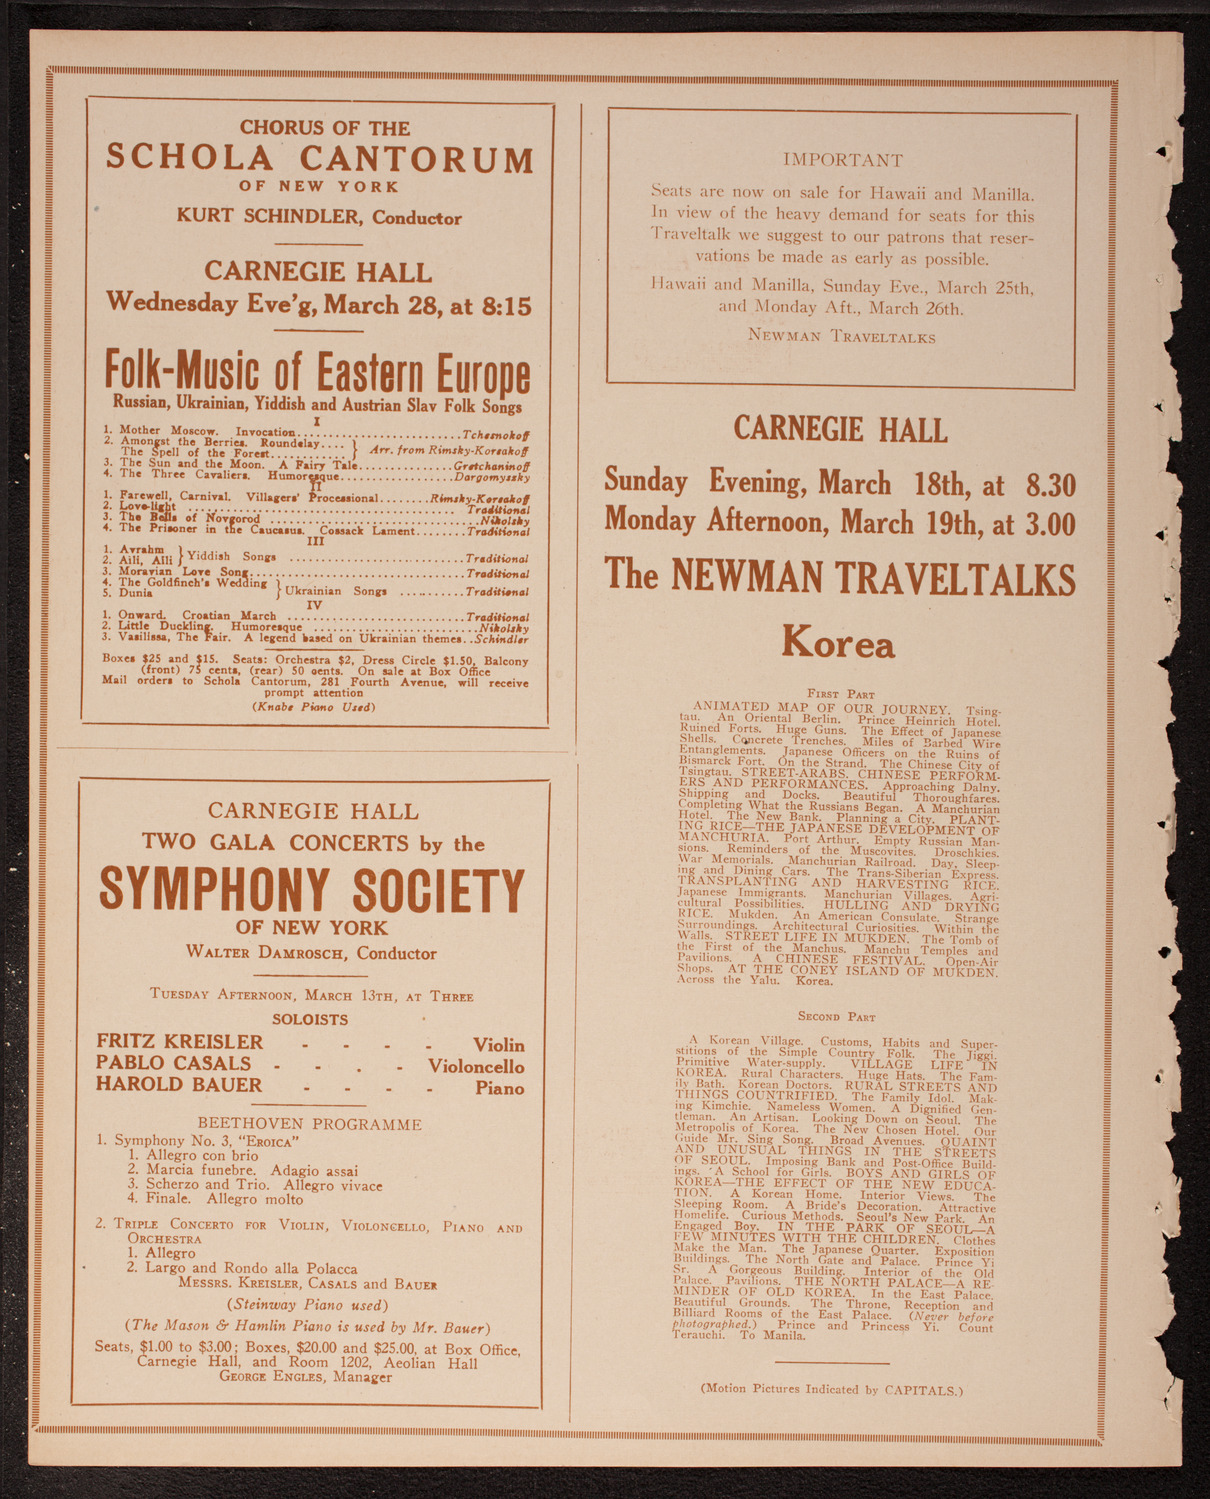 CHORUS OF THE
SCHOLA CANTORUM
OF NEW YORK
KURT SCHINDLER, Conductor
CARNEGIE HALL
Wednesday Eve'g, March 28, at 8:15
Folk-Music of Eastern Europe
Russian, Ukrainian, Yiddish and Austrian Slav Folk Songs
I
1. Mother Moscow. Invocation..........................Tchesnokoff
2. Amongst the Berries. Roundelay....
The Spell of the Forest............ } Arr. from Rimsky-Korsakoff
3. The Sun and the Moon. A Fairy Tale...............Gretchaninoff
4. The Three Cavaliers. Humoresque..................Dargomyszky
II
1. Farewell, Carnival. Villagers' Processional........Rimsky-Korsakoff
2. Love-light ............................................ Traditional
3. The Bells of Novgorod ..................................Nikolsky
4. The Prisoner in the Caucasus. Cossack Lament........Traditional
III
1. Avrahm
2. Aili, Aili } Yiddish Songs ............................Traditional
3. Moravian Love Song..................................Traditional
4. The Goldfinch's Wedding
5. Dunia } Ukrainian Songs ...........Traditional
IV
1. Onward. Croatian March .............................Traditional
2. Little Duckling. Humoresque ...........................Nikolsky
3. Vasilissa, The Fair. A legend based on Ukrainian themes..Schindler
Boxes $25 and $15. Seats: Orchestra $2, Dress Circle $1.50, Balcony
(front) 75 cents, (rear) 50 cents. On sale at Box Office
Mail orders to Schola Cantorum, 281 Fourth Avenue, will receive
prompt attention
(Knabe Piano Used)
CARNEGIE HALL
TWO GALA CONCERTS by the
SYMPHONY SOCIETY
OF NEW YORK
WALTER DAMROSCH, Conductor
TUESDAY AFTERNOON, MARCH 13TH, AT THREE
SOLOISTS
FRITZ KREISLER - - - - Violin
PABLO CASALS - - . - Violoncello
HAROLD BAUER - - - - Piano
BEETHOVEN PROGRAMME
1. Symphony No. 3, "EROICA"
1. Allegro con brio
2. Marcia funebre. Adagio assai
3. Scherzo and Trio. Allegro vivace
4. Finale. Allegro molto
2. TRIPLE CONCERTO FOR VIOLIN, VIOLONCELLO, PIANO AND
ORCHESTRA
1. Allegro
2. Largo and Rondo alla Polacca
MESSRS. KREISLER, CASALS and BAUER
(Steinway Piano used)
(The Mason & Hamlin Piano is used by Mr. Bauer)
Seats, $1.00 to $3.00; Boxes, $20.00 and $25.00, at Box Office,
Carnegie Hall, and Room 1202, Aeolian Hall
GEORGE ENGLES, Manager
IMPORTANT
Seats are now on sale for Hawaii and Manilla.
In view of the heavy demand for seats for this
Traveltalk we suggest to our patrons that reser-
vations be made as early as possible.
Hawaii and Manilla, Sunday Eve., March 25th,
and Monday Aft., March 26th.
NEWMAN TRAVELTALKS
CARNEGIE HALL
Sunday Evening, March 18th, at 8.30
Monday Afternoon, March 19th, at 3.00
The NEWMAN TRAVELTALKS
Korea
FIRST PART
ANIMATED MAP OF OUR JOURNEY. Tsing-
tau. An Oriental Berlin. Prince Heinrich Hotel.
Ruined Forts. Huge Guns. The Effect of Japanese
Shells. Concrete Trenches. Miles of Barbed Wire
Entanglements. Japanese Officers on the Ruins of
Bismarck Fort. On the Strand. The Chinese City of
Tsingtau. STREET-ARABS. CHINESE PERFORM-
ERS AND PERFORMANCES. Approaching Dalny.
Shipping and Docks. Beautiful Thoroughfares.
Completing What the Russians Began. A Manchurian
Hotel. The New Bank. Planning a City. PLANT-
ING RICE—THE JAPANESE DEVELOPMENT OF
MANCHURIA. Port Arthur. Empty Russian Man-
sions. Reminders of the Muscovites. Droschkies.
War Memorials. Manchurian Railroad. Day, Sleep-
ing and Dining Cars. The Trans-Siberian Express.
TRANSPLANTING AND HARVESTING RICE.
Japanese Immigrants. Manchurian Villages. Agri-
cultural Possibilities. HULLING AND DRYING
RICE. Mukden. An American Consulate. Strange
Surroundings. Architectural Curiosities. Within the
Walls. STREET LIFE IN MUKDEN. The Tomb of
the First of the Manchus. Manchu Temples and
Pavilions. A CHINESE FESTIVAL. Open-Air
Shops. AT THE CONEY ISLAND OF MUKDEN.
Across the Yalu. Korea.
SECOND PART
A Korean Village. Customs, Habits and Super-
stitions of the Simple Country Folk. The Jiggi.
Primitive Water-supply. VILLAGE LIFE IN
KOREA. Rural Characters. Huge Hats. The Fam-
ily Bath. Korean Doctors. RURAL STREETS AND
THINGS COUNTRIFIED. The Family Idol. Mak-
ing Kimchie. Nameless Women. A Dignified Gen-
tleman. An Artisan. Looking Down on Seoul. The
Metropolis of Korea. The New Chosen Hotel. Our
Guide Mr. Sing Song. Broad Avenues. QUAINT
AND UNUSUAL THINGS IN THE STREETS
OF SEOUL. Imposing Bank and Post-Office Build-
ings. A School for Girls. BOYS AND GIRLS OF
KOREA—THE EFFECT OF THE NEW EDUCA-
TION. A Korean Home. Interior Views. The
Sleeping Room. A Bride's Decoration. Attractive
Homelife. Curious Methods. Seoul's New Park. An
Engaged Boy. IN THE PARK OF SEOUL—A
FEW MINUTES WITH THE CHILDREN. Clothes
Make the Man. The Japanese Quarter. Exposition
Buildings. The North Gate and Palace. Prince Yi
Sr. A Gorgeous Building. Interior of the Old
Palace. Pavilions. THE NORTH PALACE—A RE-
MINDER OF OLD KOREA. In the East Palace.
Beautiful Grounds. The Throne, Reception and
Billiard Rooms of the East Palace. (Never before
photographed.) Prince and Princess Yi. Count
Terauchi. To Manila.
(Motion Pictures Indicated by CAPITALS.)